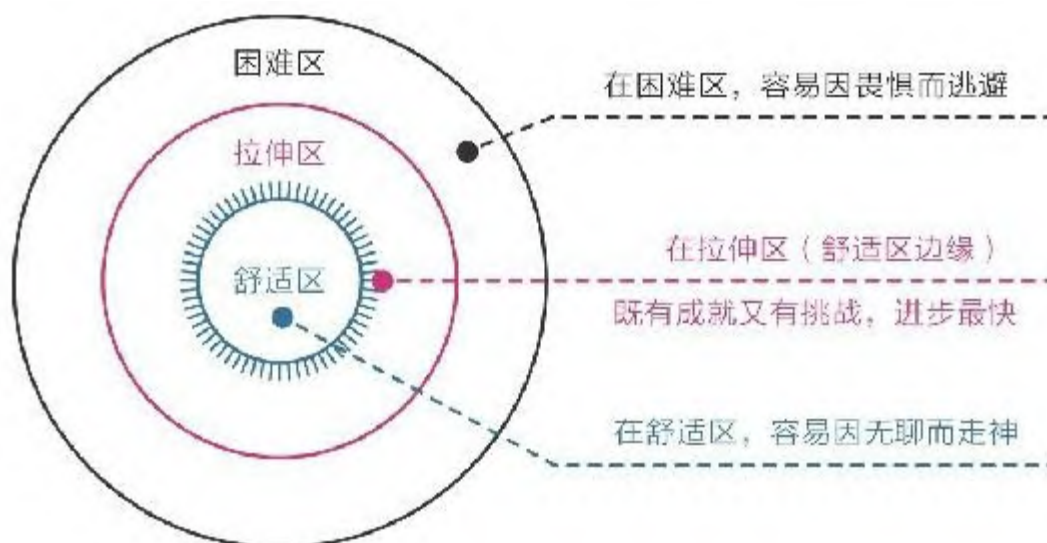 困难区
在困难区，容易因畏惧而逃避
拉伸区
在拉伸区（舒适区边缘）
舒适区
既有成就又有挑战，进步最快
在舒适区，容易因无聊而走神